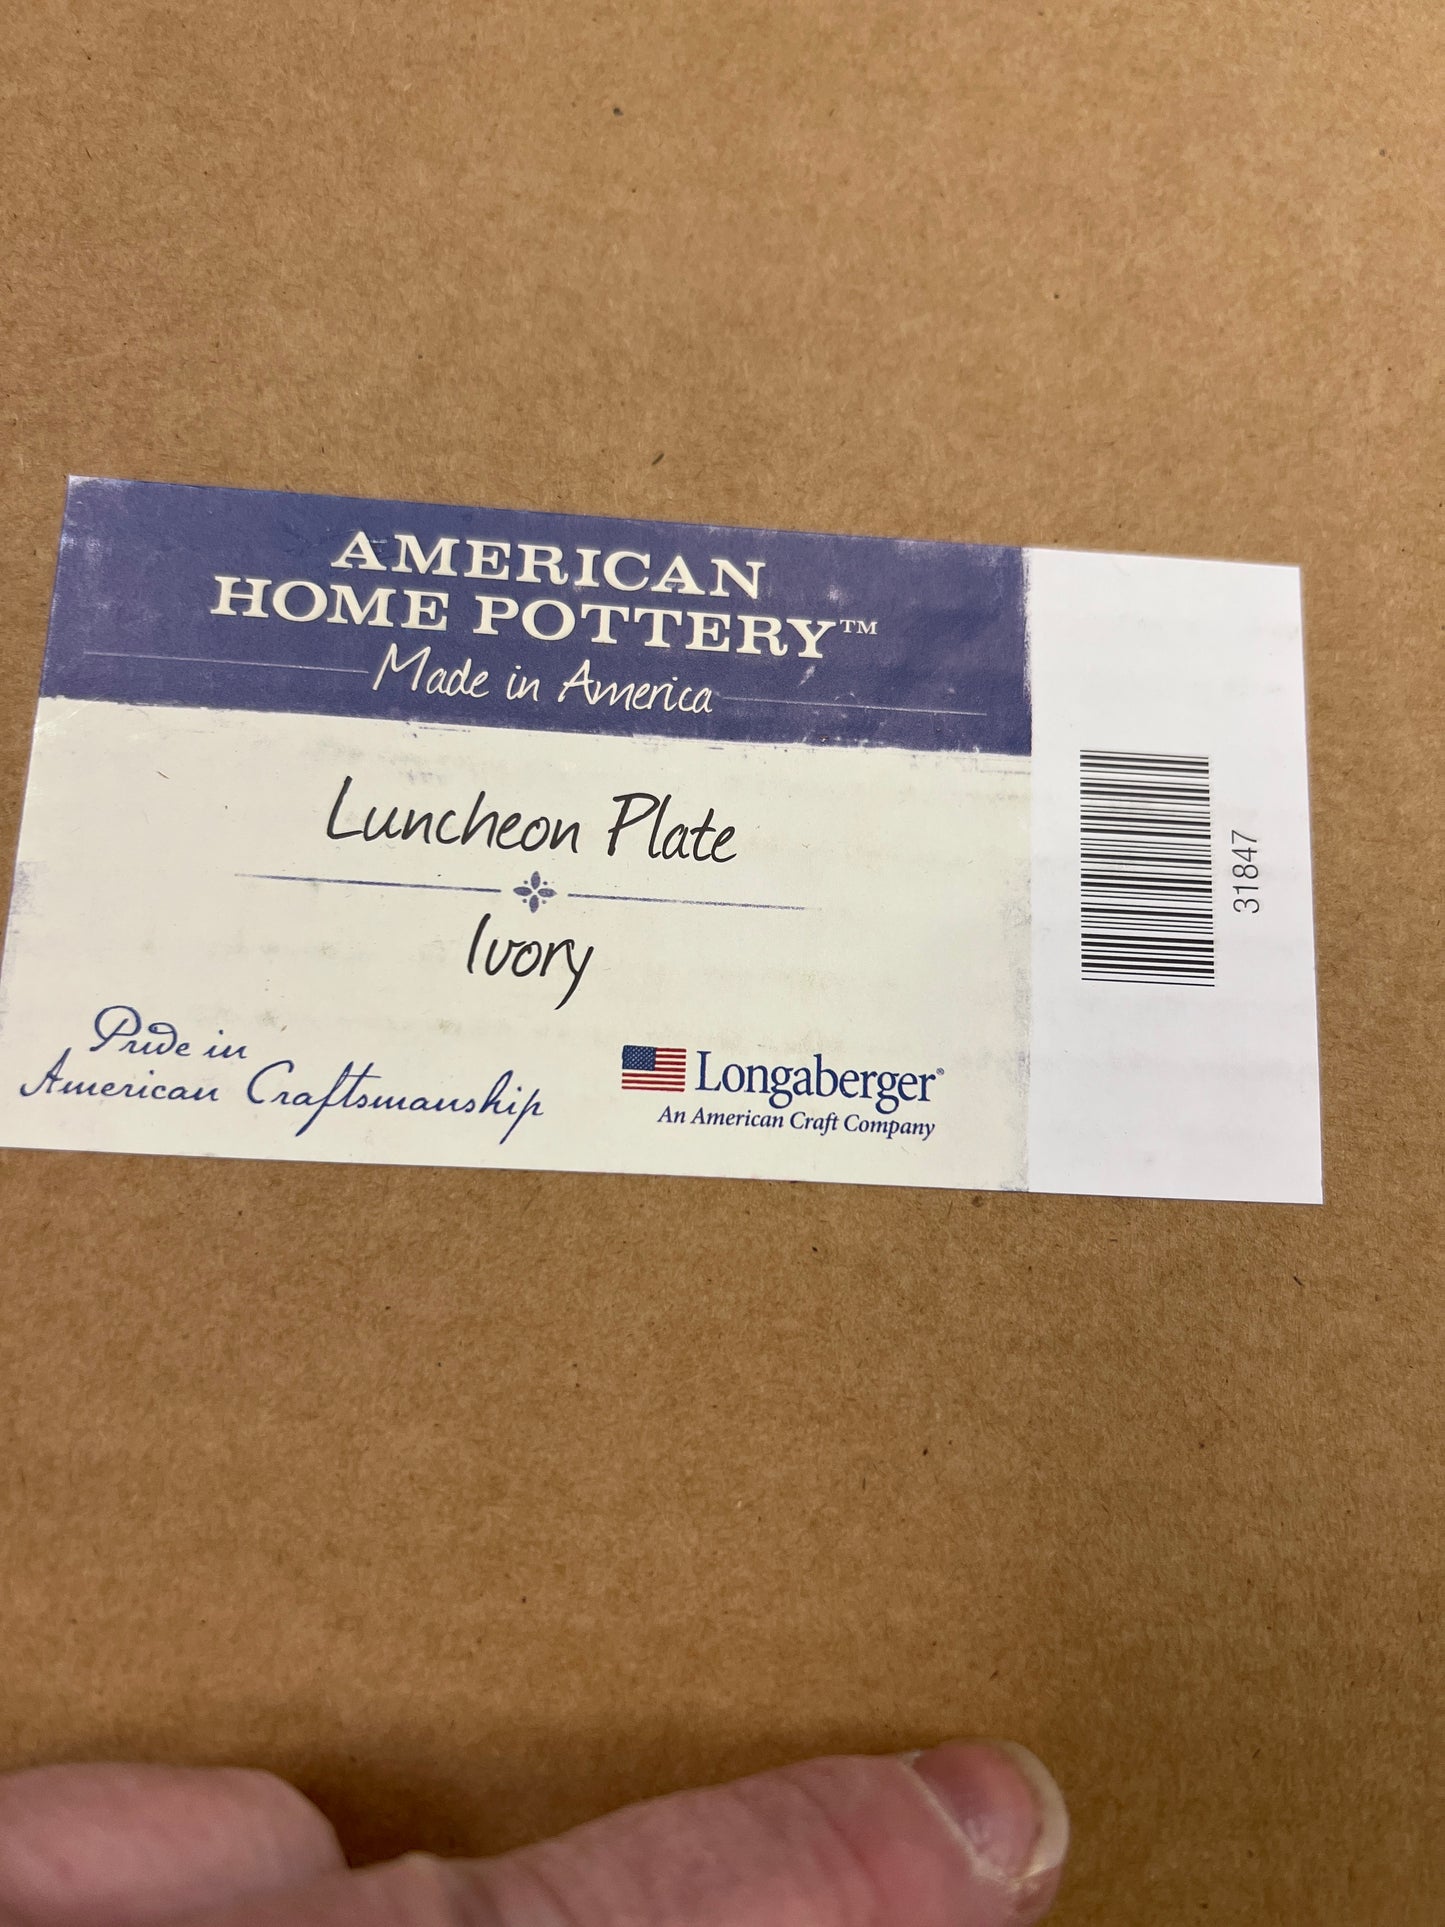 AMERICAN
HOME POTTERY™
Made in America
Luncheon Plate
Ivory
Pride in
American Craftsmanship
Longaberger®
An American Craft Company
31847